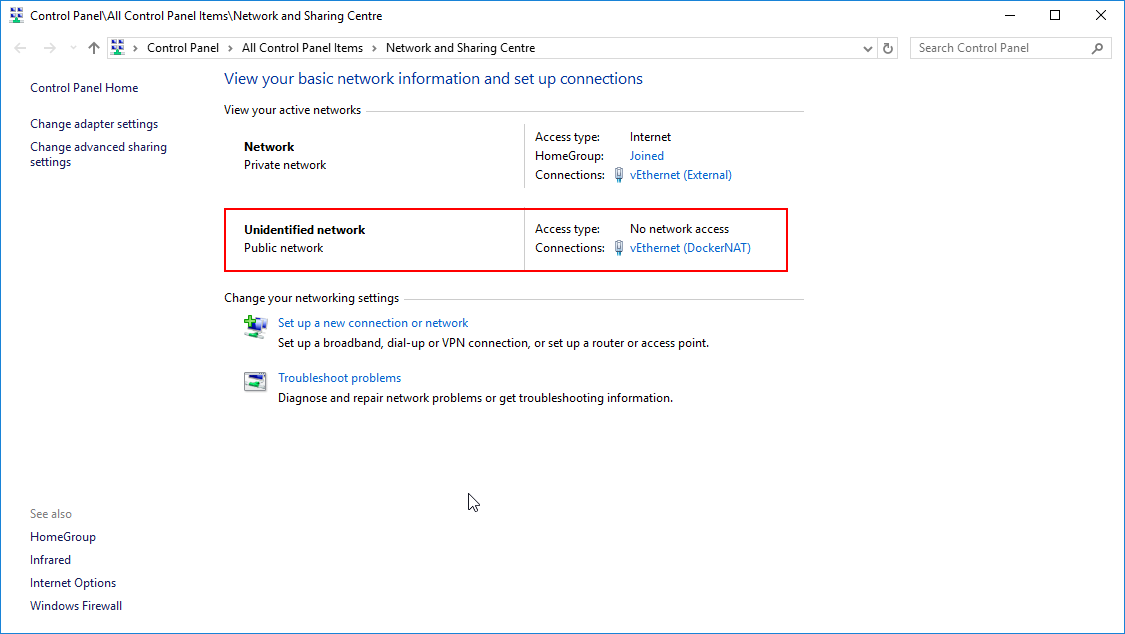 Control Panel\All Control Panel Items\Network and Sharing Centre
Control Panel > All Control Panel Items > Network and Sharing Centre
Search Control Panel
Control Panel Home
Change adapter settings
Change advanced sharing
settings
View your basic network information and set up connections
View your active networks
Network
Private network
Access type: Internet
HomeGroup: Joined
Connections: vEthernet (External)
Unidentified network
Public network
Access type: No network access
Connections: vEthernet (DockerNAT)
Change your networking settings
Set up a new connection or network
Set up a broadband, dial-up or VPN connection, or set up a router or access point.
Troubleshoot problems
Diagnose and repair network problems or get troubleshooting information.
See also
HomeGroup
Infrared
Internet Options
Windows Firewall